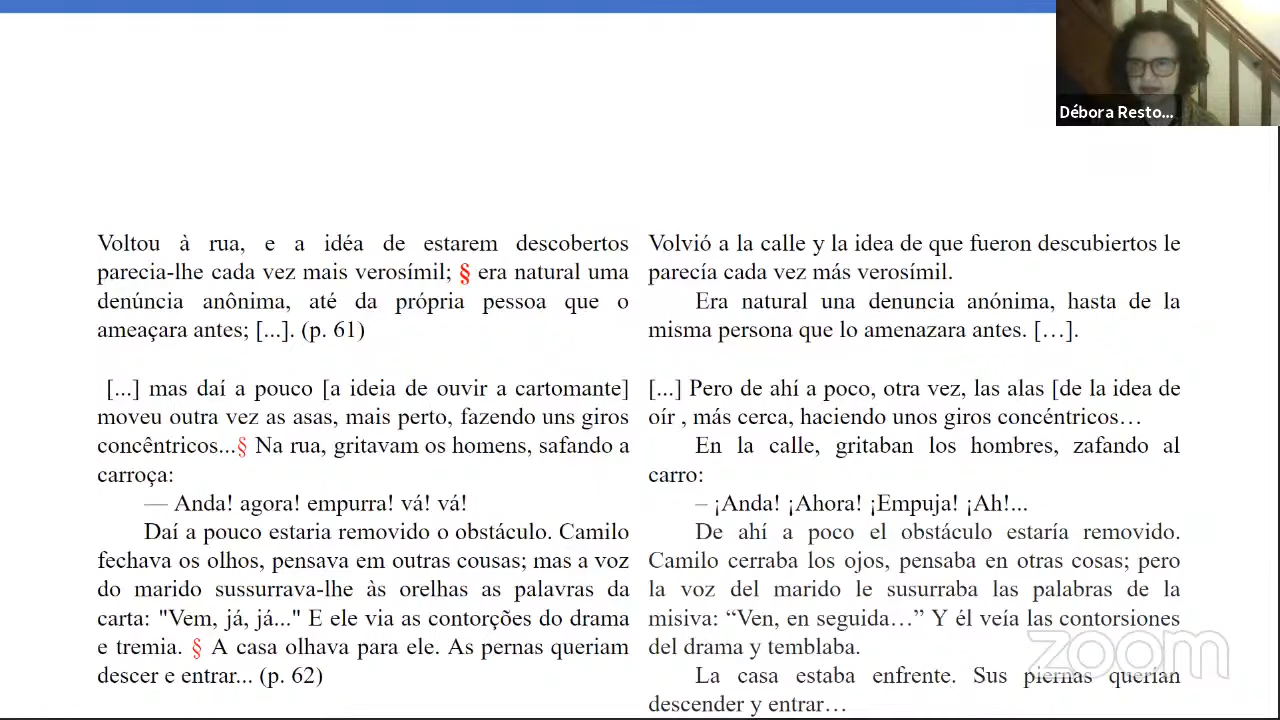 Débora Resto...
Voltou à rua, e a idéa de estarem descobertos
parecia-lhe cada vez mais verosímil; § era natural uma
denúncia anônima, até da própria pessoa que o
ameaçara antes; [...]. (p. 61)
[...] mas daí a pouco [a ideia de ouvir a cartomante]
moveu outra vez as asas, mais perto, fazendo uns giros
concêntricos...§ Na rua, gritavam os homens, safando a
carroça:
— Anda! agora! empurra! vá! vá!
Daí a pouco estaria removido o obstáculo. Camilo
fechava os olhos, pensava em outras cousas; mas a voz
do marido sussurrava-lhe às orelhas as palavras da
carta: "Vem, já, já..." E ele via as contorções do drama
e tremia. § A casa olhava para ele. As pernas queriam
descer e entrar... (p. 62)
Volvió a la calle y la idea de que fueron descubiertos le
parecía cada vez más verosímil.
Era natural una denuncia anónima, hasta de la
misma persona que lo amenazara antes. […].
[...] Pero de ahí a poco, otra vez, las alas [de la idea de
oír , más cerca, haciendo unos giros concéntricos…
En la calle, gritaban los hombres, zafando al
carro:
– ¡Anda! ¡Ahora! ¡Empuja! ¡Ah!...
De ahí a poco el obstáculo estaría removido.
Camilo cerraba los ojos, pensaba en otras cosas; pero
la voz del marido le susurraba las palabras de la
misiva: “Ven, en seguida…” Y él veía las contorsiones
del drama y temblaba.
La casa estaba enfrente. Sus piernas querían
descender y entrar…
zoom